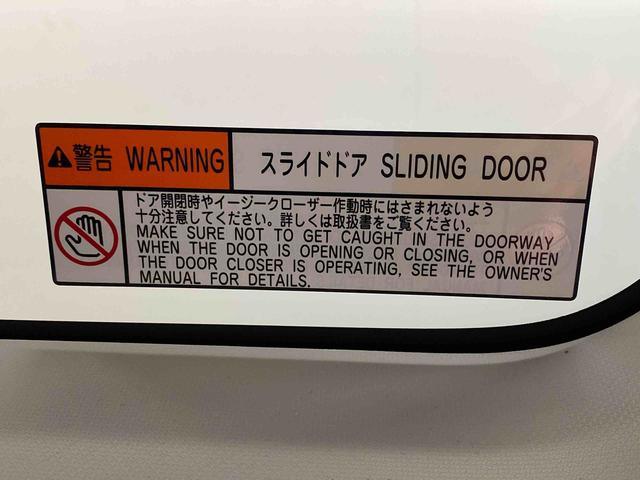 警告 WARNING
スライドドア SLIDING DOOR
ドア開閉時やイージークローザー作動時にはさまれないよう
十分注意してください。詳しくは取扱書をご覧ください。
MAKE SURE NOT TO GET CAUGHT IN THE DOORWAY
WHEN THE DOOR IS OPENING OR CLOSING, OR WHEN
THE DOOR CLOSER IS OPERATING, SEE THE OWNER'S
MANUAL FOR DETAILS.